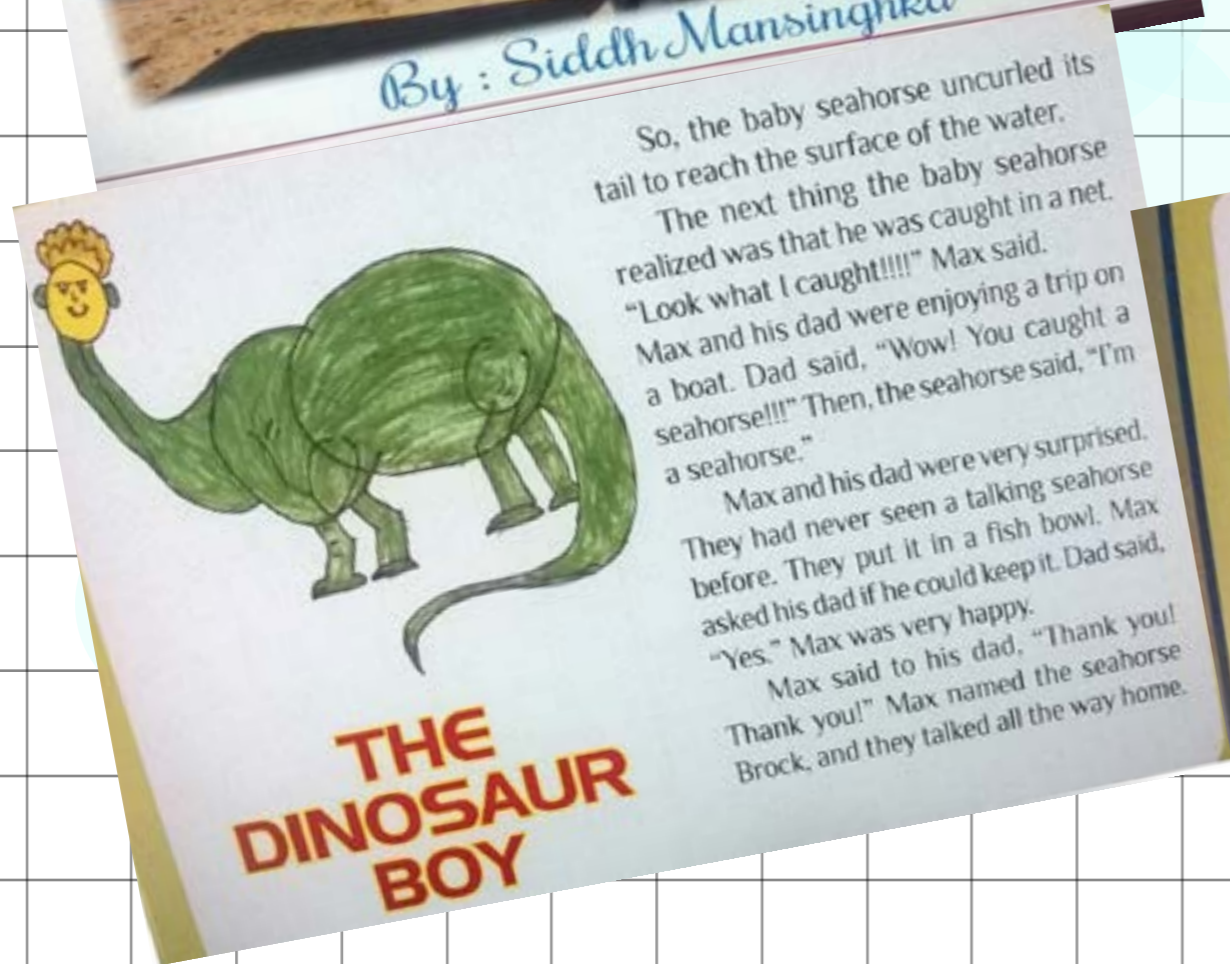 By : Siddh Mansinghka
So, the baby seahorse uncurled its
tail to reach the surface of the water.
The next thing the baby seahorse
realized was that he was caught in a net.
“Look what I caught!!!!” Max said.
Max and his dad were enjoying a trip on
a boat. Dad said, “Wow! You caught a
seahorse!!!” Then, the seahorse said, “I’m
a seahorse.”
Max and his dad were very surprised.
They had never seen a talking seahorse
before. They put it in a fish bowl. Max
asked his dad if he could keep it. Dad said,
“Yes.” Max was very happy.
Max said to his dad, “Thank you!
Thank you!” Max named the seahorse
Brock, and they talked all the way home.
THE
DINOSAUR
BOY